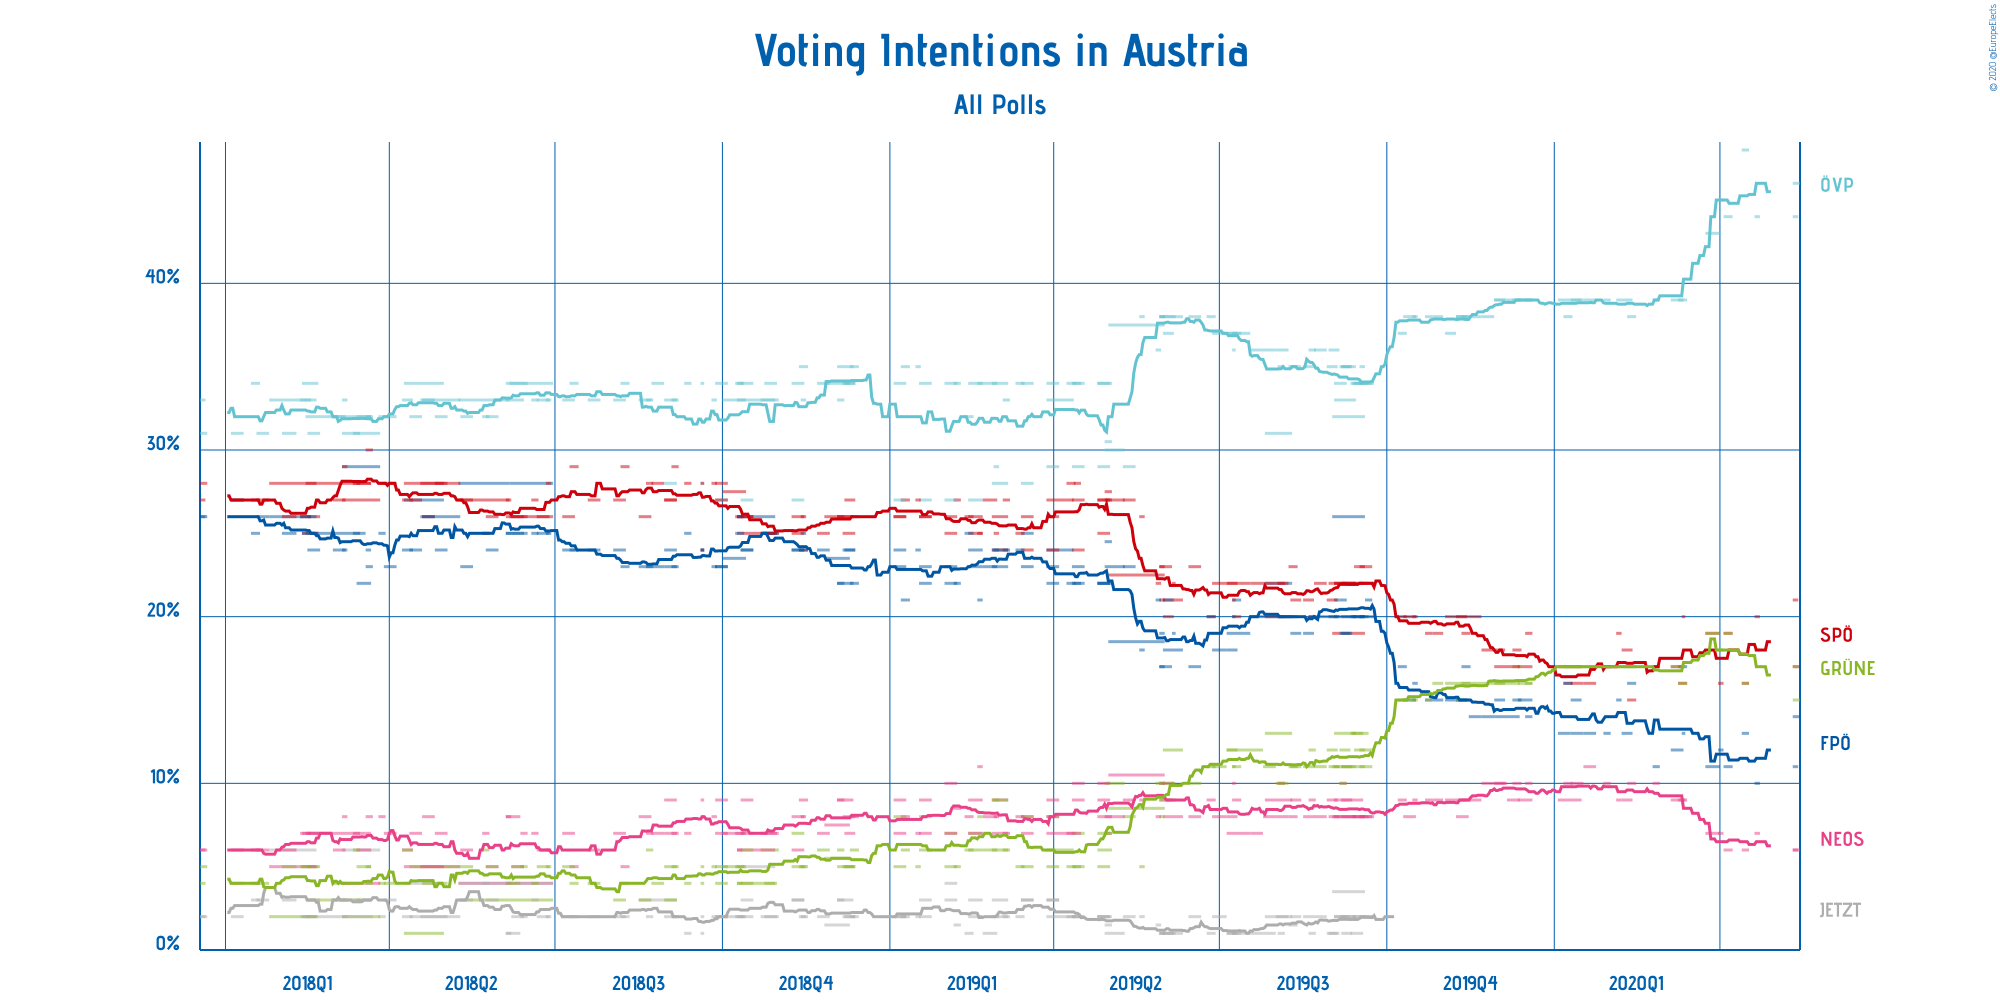 Voting Intentions in Austria
All Polls
© 2020 @EuropeElects
ÖVP
40%
30%
20%
SPÖ
GRÜNE
FPÖ
10%
NEOS
JETZT
0%
2018Q1 2018Q2 2018Q3 2018Q4 2019Q1 2019Q2 2019Q3 2019Q4 2020Q1